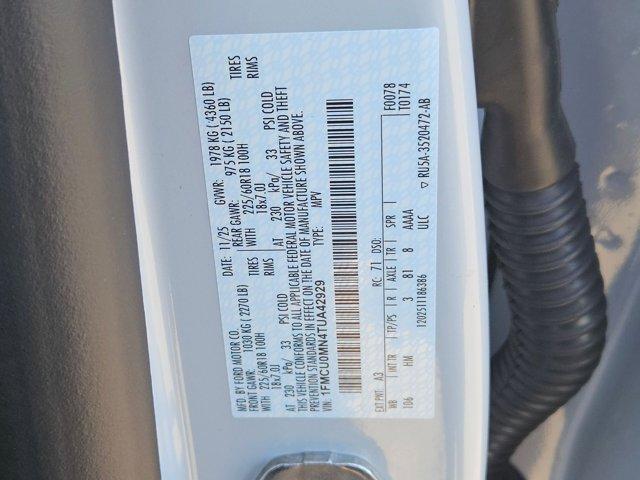 MFD. BY FORD MOTOR CO.
DATE: 11/25 GVWR: 1978 KG ( 4360 LB)
FRONT GAWR: 1030 KG ( 2270 LB) REAR GAWR: 975 KG ( 2150 LB)
WITH 225/60R18 100H TIRES WITH 225/60R18 100H TIRES
18x7.0J RIMS 18x7.0J RIMS
AT 230 kPa/ 33 PSI COLD AT 230 kPa/ 33 PSI COLD
THIS VEHICLE CONFORMS TO ALL APPLICABLE FEDERAL MOTOR VEHICLE SAFETY AND THEFT
PREVENTION STANDARDS IN EFFECT ON THE DATE OF MANUFACTURE SHOWN ABOVE.
VIN: 1FMCU0MN4TUA42929 TYPE: MPV
F0078
T0174
EXT PNT: A3 RC: 71 DSO:
WB INT TR TP/PS R AXLE TR SPR
106 HM 3 B1 8 AAAA
1202511186386 ULC ▽ RU5A-3520472-AB